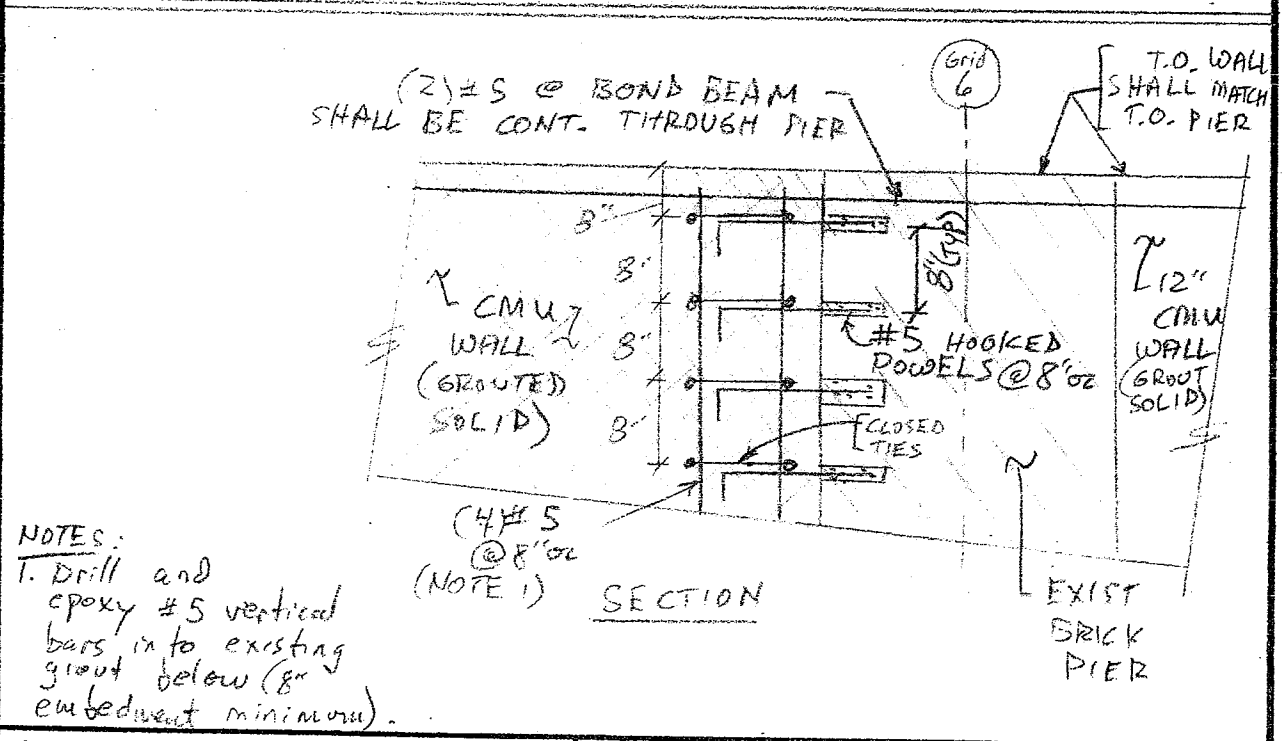 (2)#5 @ BOND BEAM
SHALL BE CONT. THROUGH PIER
Grid
6
T.O. WALL
SHALL MATCH
T.O. PIER
8"
8"
8"
8"
8"(TYP)
CMU
WALL
(GROUTED
SOLID)
#5 HOOKED
DOWELS @ 8"oc
12"
CMU
WALL
(GROUT
SOLID)
CLOSED
TIES
(4)#5
@ 8"oc
(NOTE 1)
SECTION
EXIST
BRICK
PIER
NOTES:
1. Drill and
epoxy #5 vertical
bars in to existing
grout below (8"
embedment minimum).